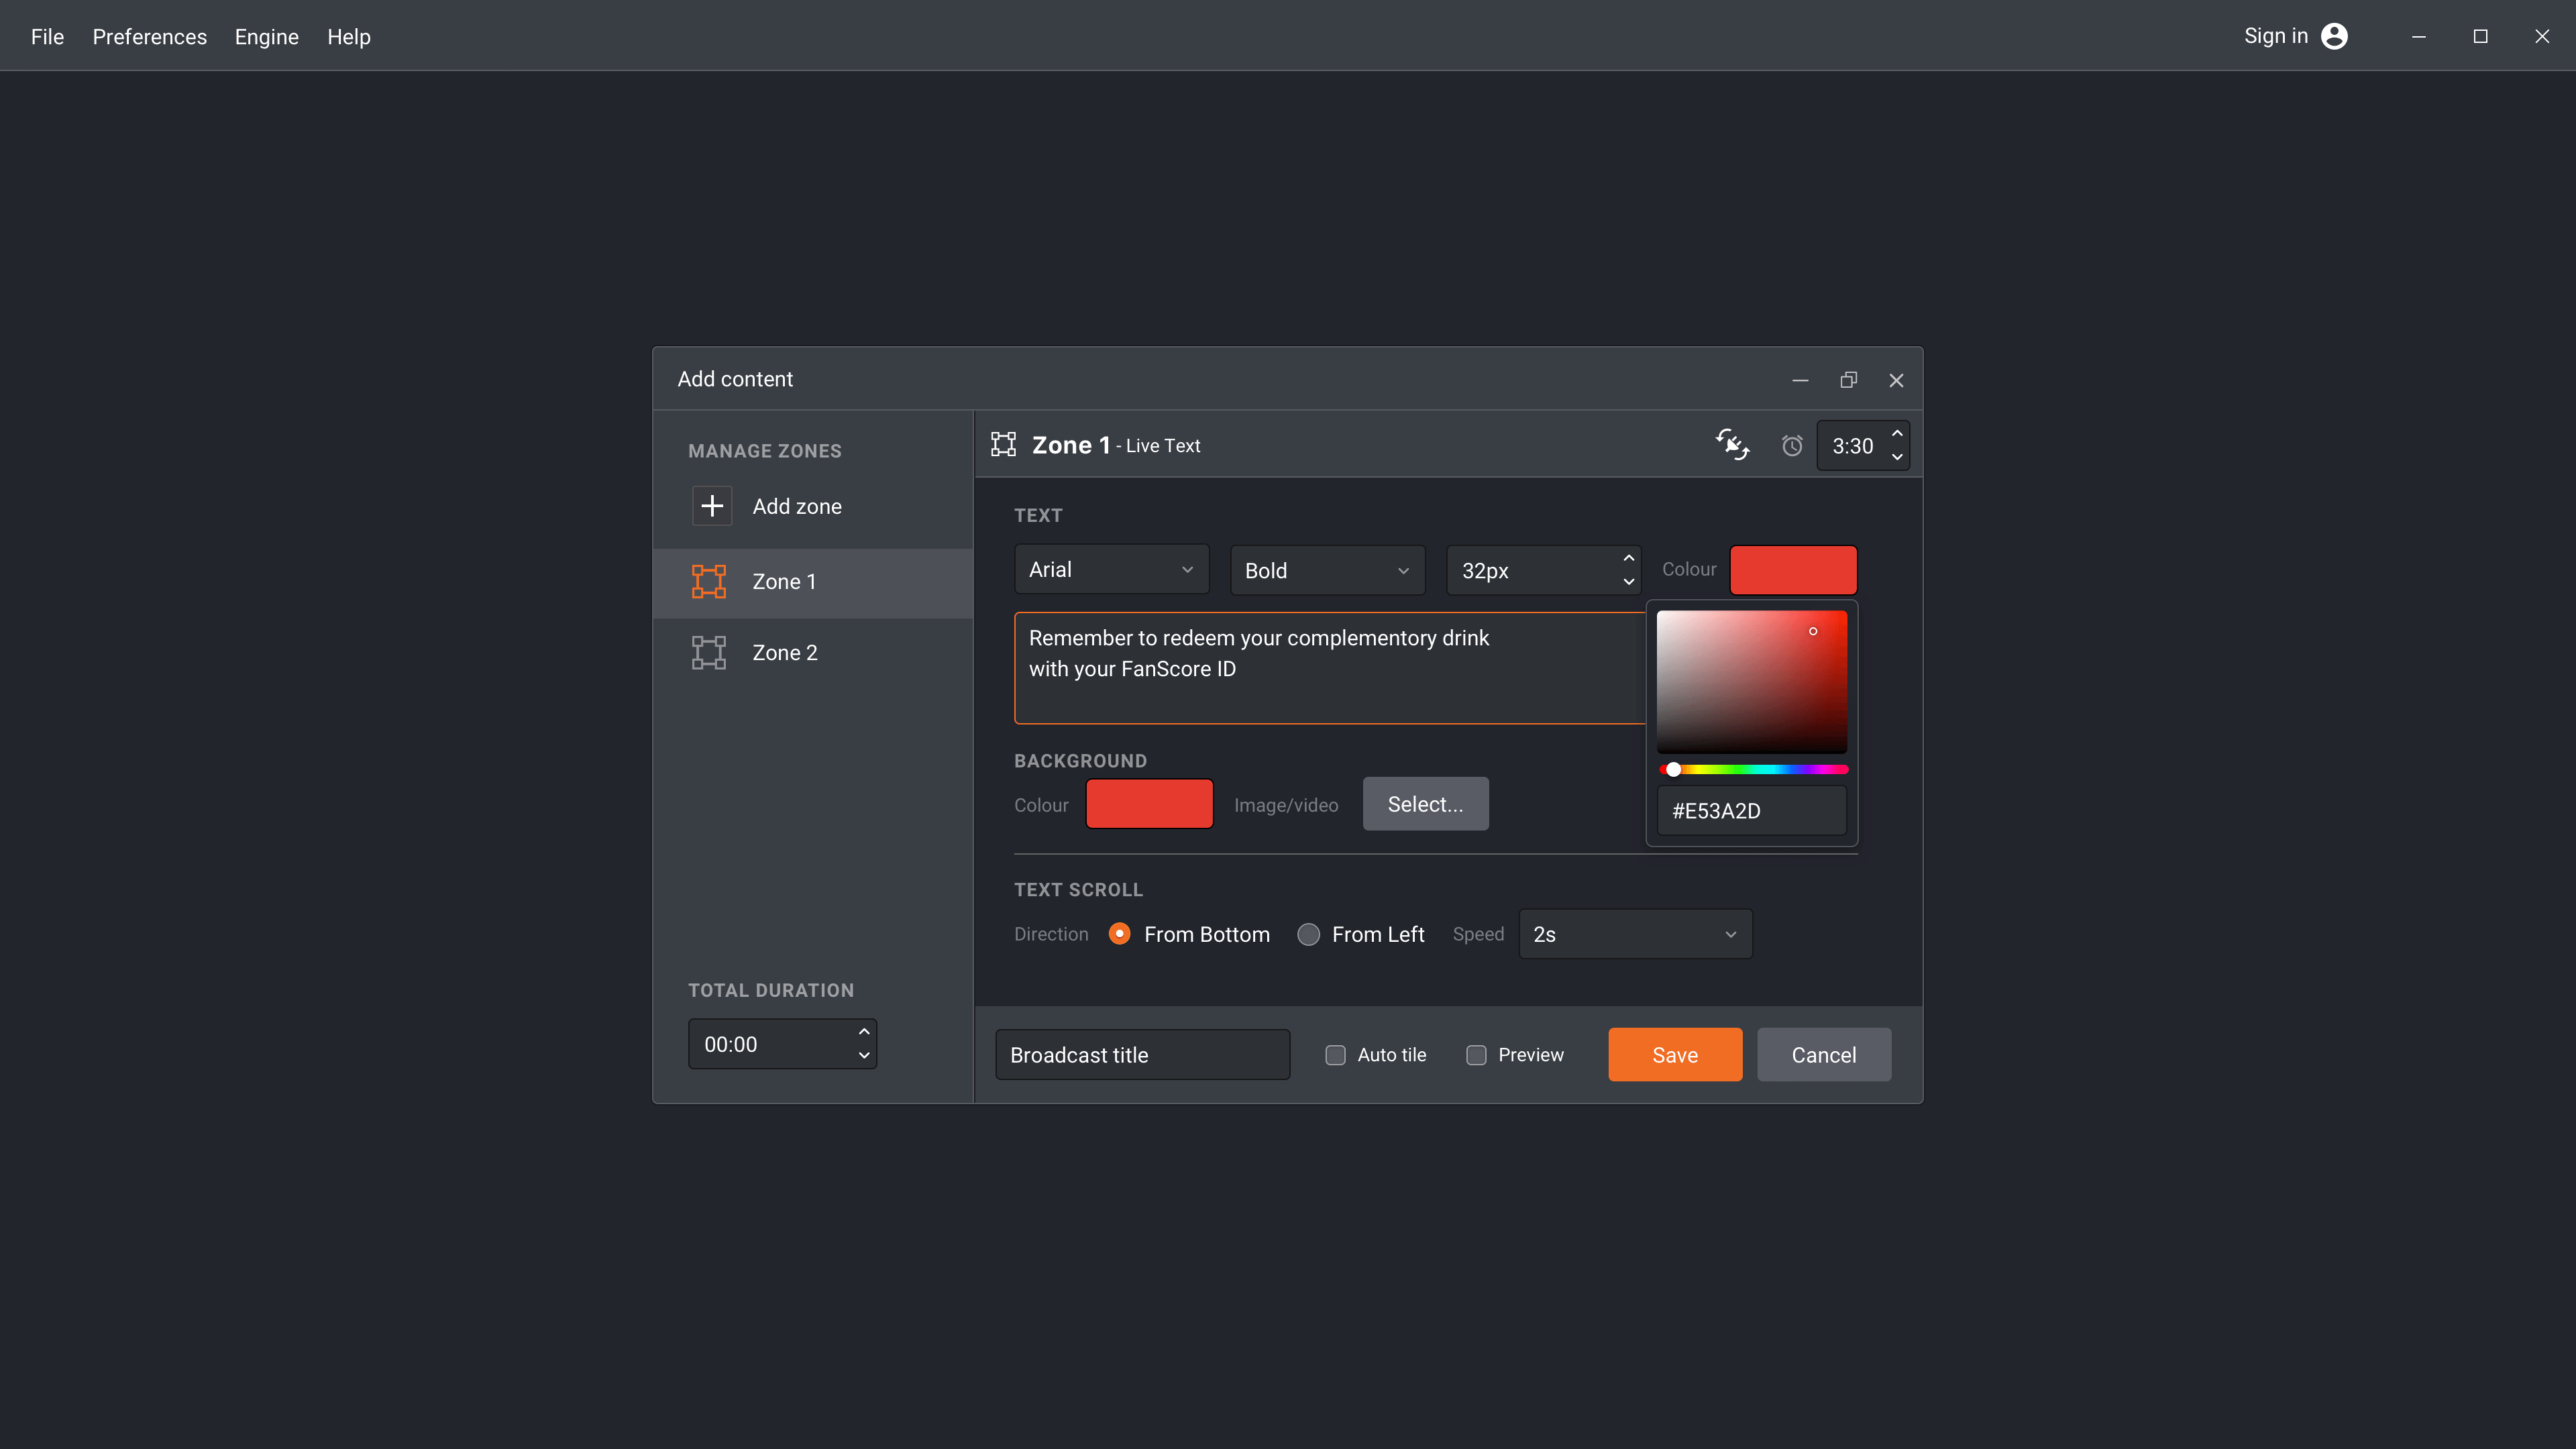 File Preferences Engine Help Sign in
Add content
MANAGE ZONES
Add zone
Zone 1
Zone 2
TOTAL DURATION
00:00
Zone 1 - Live Text 3:30
TEXT
Arial Bold 32px Colour
Remember to redeem your complementory drink
with your FanScore ID
#E53A2D
BACKGROUND
Colour Image/video Select...
TEXT SCROLL
Direction From Bottom From Left Speed 2s
Broadcast title Auto tile Preview Save Cancel